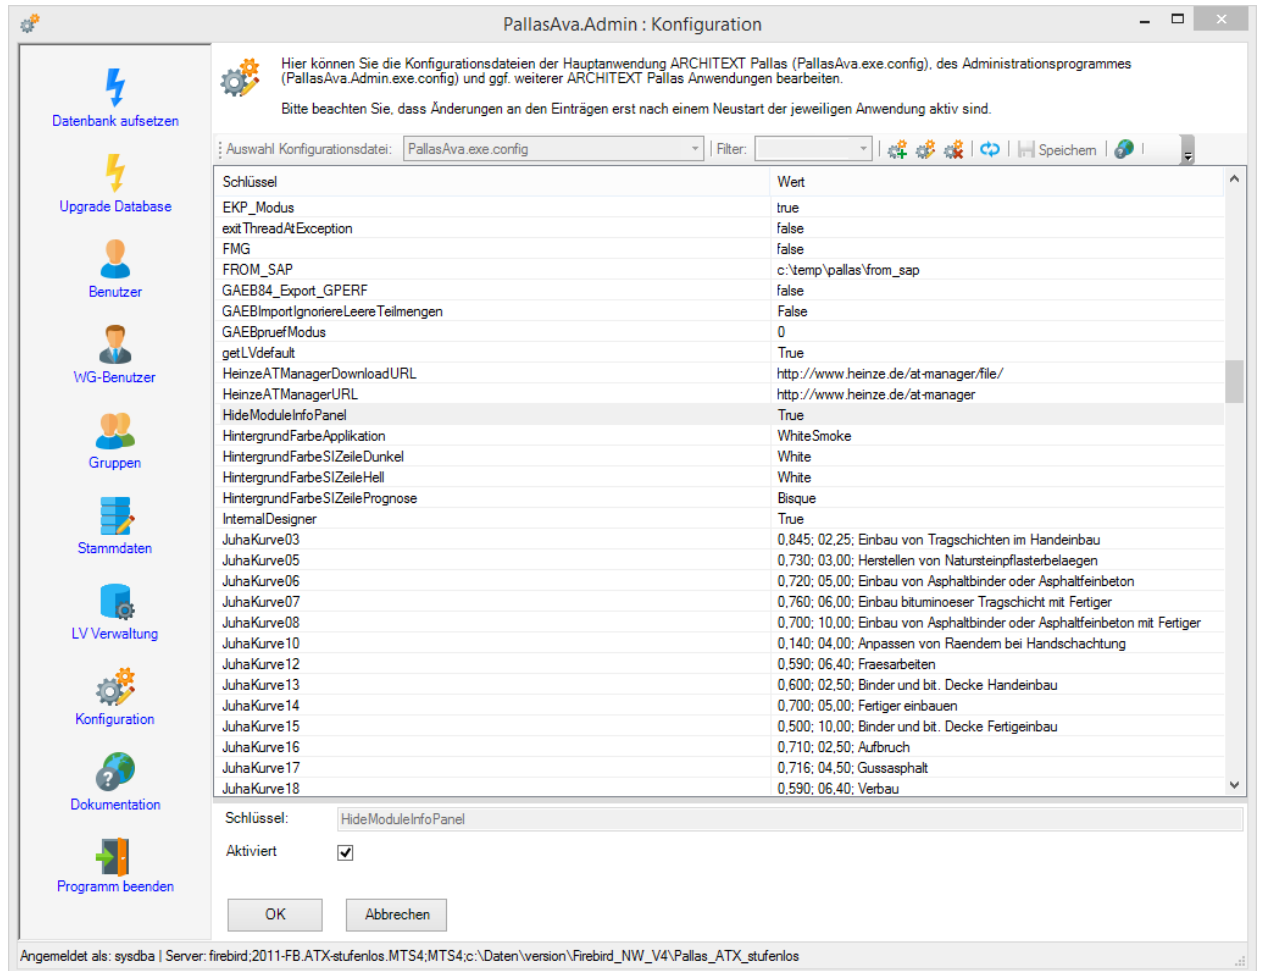 PallasAva.Admin : Konfiguration
Datenbank aufsetzen
Upgrade Database
Benutzer
WG-Benutzer
Gruppen
Stammdaten
LV Verwaltung
Konfiguration
Dokumentation
Programm beenden
Hier können Sie die Konfigurationsdateien der Hauptanwendung ARCHITEXT Pallas (PallasAva.exe.config), des Administrationsprogrammes
(PallasAva.Admin.exe.config) und ggf. weiterer ARCHITEXT Pallas Anwendungen bearbeiten.
Bitte beachten Sie, dass Änderungen an den Einträgen erst nach einem Neustart der jeweiligen Anwendung aktiv sind.
Auswahl Konfigurationsdatei: PallasAva.exe.config Filter: Speichern
Schlüssel Wert
EKP_Modus true
exitThreadAtException false
FMG false
FROM_SAP c:\temp\pallas\from_sap
GAEB84_Export_GPERF false
GAEBImportIgnoriereLeereTeilmengen False
GAEBpruefModus 0
getLVdefault True
HeinzeATManagerDownloadURL http://www.heinze.de/at-manager/file/
HeinzeATManagerURL http://www.heinze.de/at-manager
HideModuleInfoPanel True
HintergrundFarbeApplikation WhiteSmoke
HintergrundFarbeSIZeileDunkel White
HintergrundFarbeSIZeileHell White
HintergrundFarbeSIZeilePrognose Bisque
InternalDesigner True
JuhaKurve03 0,845; 02,25; Einbau von Tragschichten im Handeinbau
JuhaKurve05 0,730; 03,00; Herstellen von Natursteinpflasterbelaegen
JuhaKurve06 0,720; 05,00; Einbau von Asphaltbinder oder Asphaltfeinbeton
JuhaKurve07 0,760; 06,00; Einbau bituminoeser Tragschicht mit Fertiger
JuhaKurve08 0,700; 10,00; Einbau von Asphaltbinder oder Asphaltfeinbeton mit Fertiger
JuhaKurve10 0,140; 04,00; Anpassen von Raendern bei Handschachtung
JuhaKurve12 0,590; 06,40; Fraesarbeiten
JuhaKurve13 0,600; 02,50; Binder und bit. Decke Handeinbau
JuhaKurve14 0,700; 05,00; Fertiger einbauen
JuhaKurve15 0,500; 10,00; Binder und bit. Decke Fertigeinbau
JuhaKurve16 0,710; 02,50; Aufbruch
JuhaKurve17 0,716; 04,50; Gussasphalt
JuhaKurve18 0,590; 06,40; Verbau
Schlüssel: HideModuleInfoPanel
Aktiviert
OK Abbrechen
Angemeldet als: sysdba | Server: firebird;2011-FB.ATX-stufenlos.MTS4;MTS4;c:\Daten\version\Firebird_NW_V4\Pallas_ATX_stufenlos